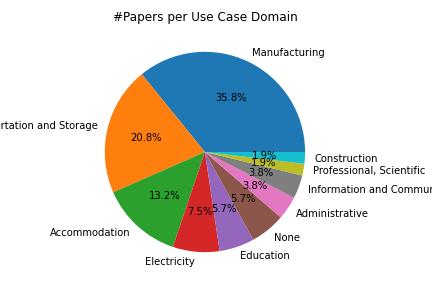 #Papers per Use Case Domain
Manufacturing
35.8%
rtation and Storage
20.8%
13.2%
Accommodation
7.5%
Electricity
5.7%
Education
5.7%
None
3.8%
Administrative
3.8%
Information and Commun
1.9%
Professional, Scientific
1.9%
Construction